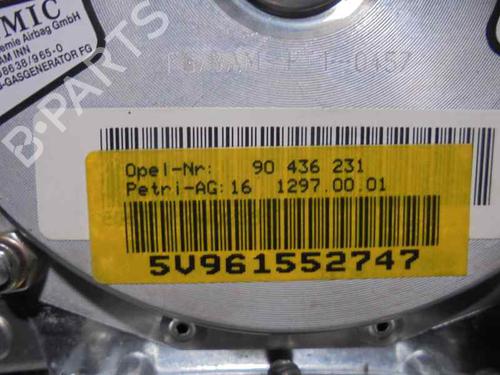 MIC
emie Airbag GmbH
AM INN
8638/965-0
-GASGENERATOR FG
B-PARTS
Opel-Nr: 90 436 231
Petri-AG: 16 1297.00.01
5V961552747